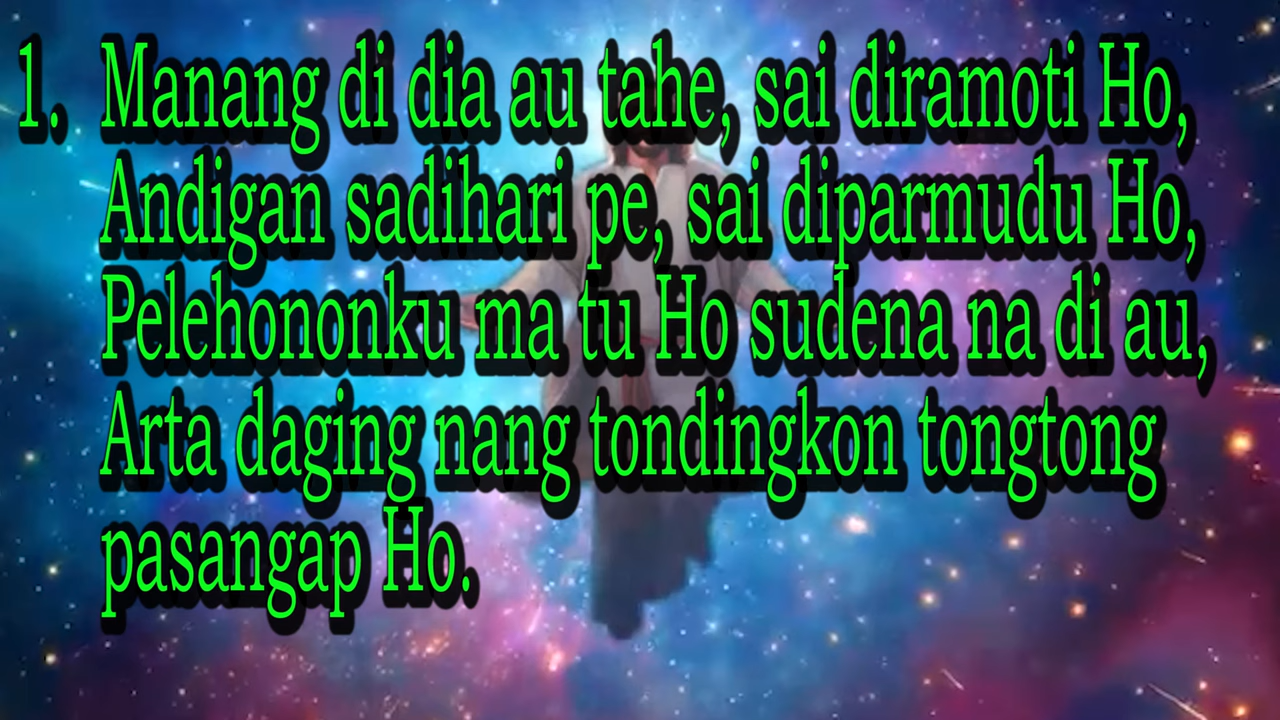 1. Manang di dia au tahe, sai diramoti Ho,
Andigan sadihari pe, sai diparmudu Ho,
Pelehononku ma tu Ho sudena na di au,
Arta daging nang tondingkon tongtong
pasangap Ho.